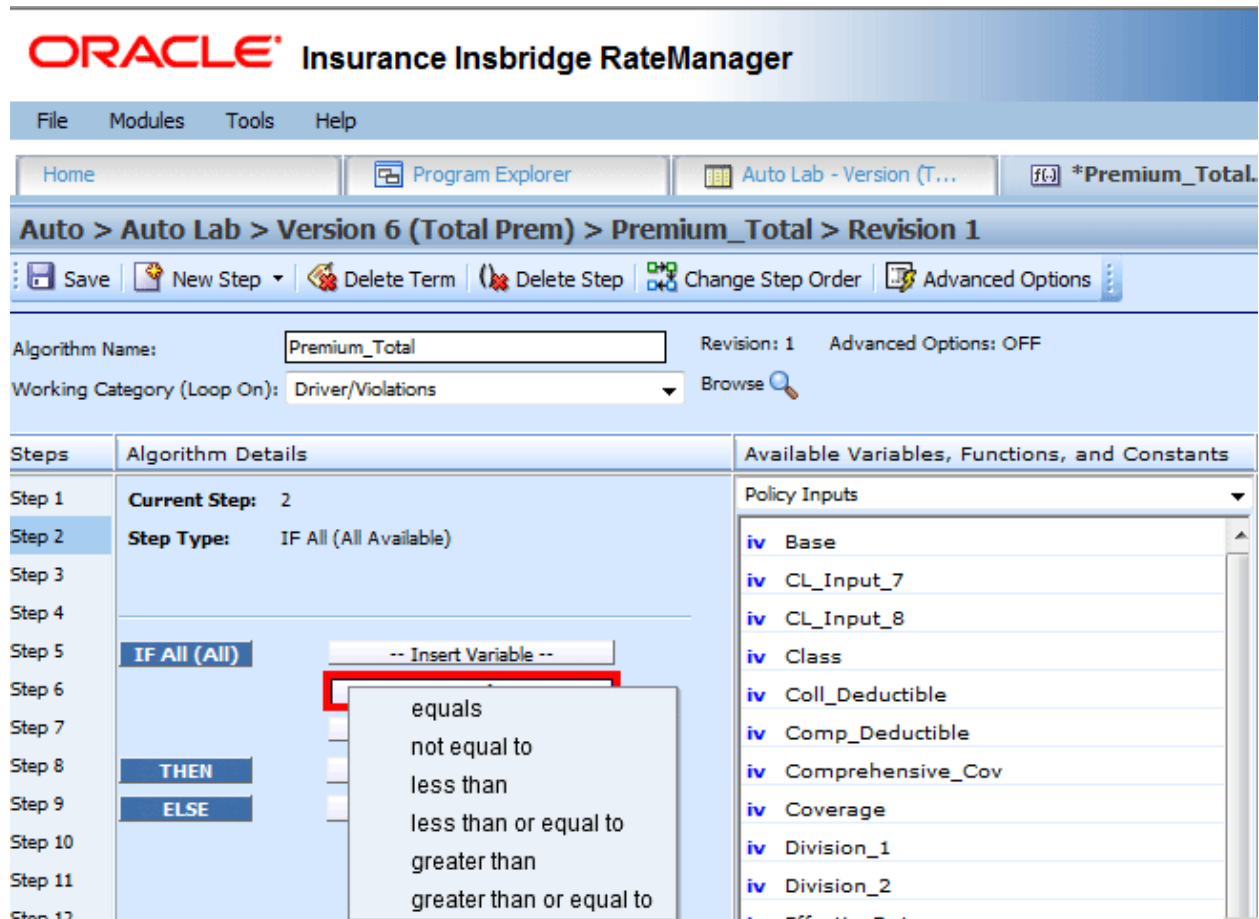 ORACLE Insurance Insbridge RateManager
File Modules Tools Help
Home Program Explorer Auto Lab - Version (T... f(x) *Premium_Total..
Auto > Auto Lab > Version 6 (Total Prem) > Premium_Total > Revision 1
Save New Step Delete Term Delete Step Change Step Order Advanced Options
Algorithm Name: Premium_Total Revision: 1 Advanced Options: OFF
Working Category (Loop On): Driver/Violations Browse
Steps Algorithm Details Available Variables, Functions, and Constants
Step 1 Current Step: 2 Policy Inputs
Step 2 Step Type: IF All (All Available) iv Base
Step 3 iv CL_Input_7
Step 4 iv CL_Input_8
Step 5 IF All (All) -- Insert Variable -- iv Class
Step 6 equals iv Coll_Deductible
Step 7 not equal to iv Comp_Deductible
Step 8 THEN less than iv Comprehensive_Cov
Step 9 ELSE less than or equal to iv Coverage
Step 10 greater than iv Division_1
Step 11 greater than or equal to iv Division_2
Step 12